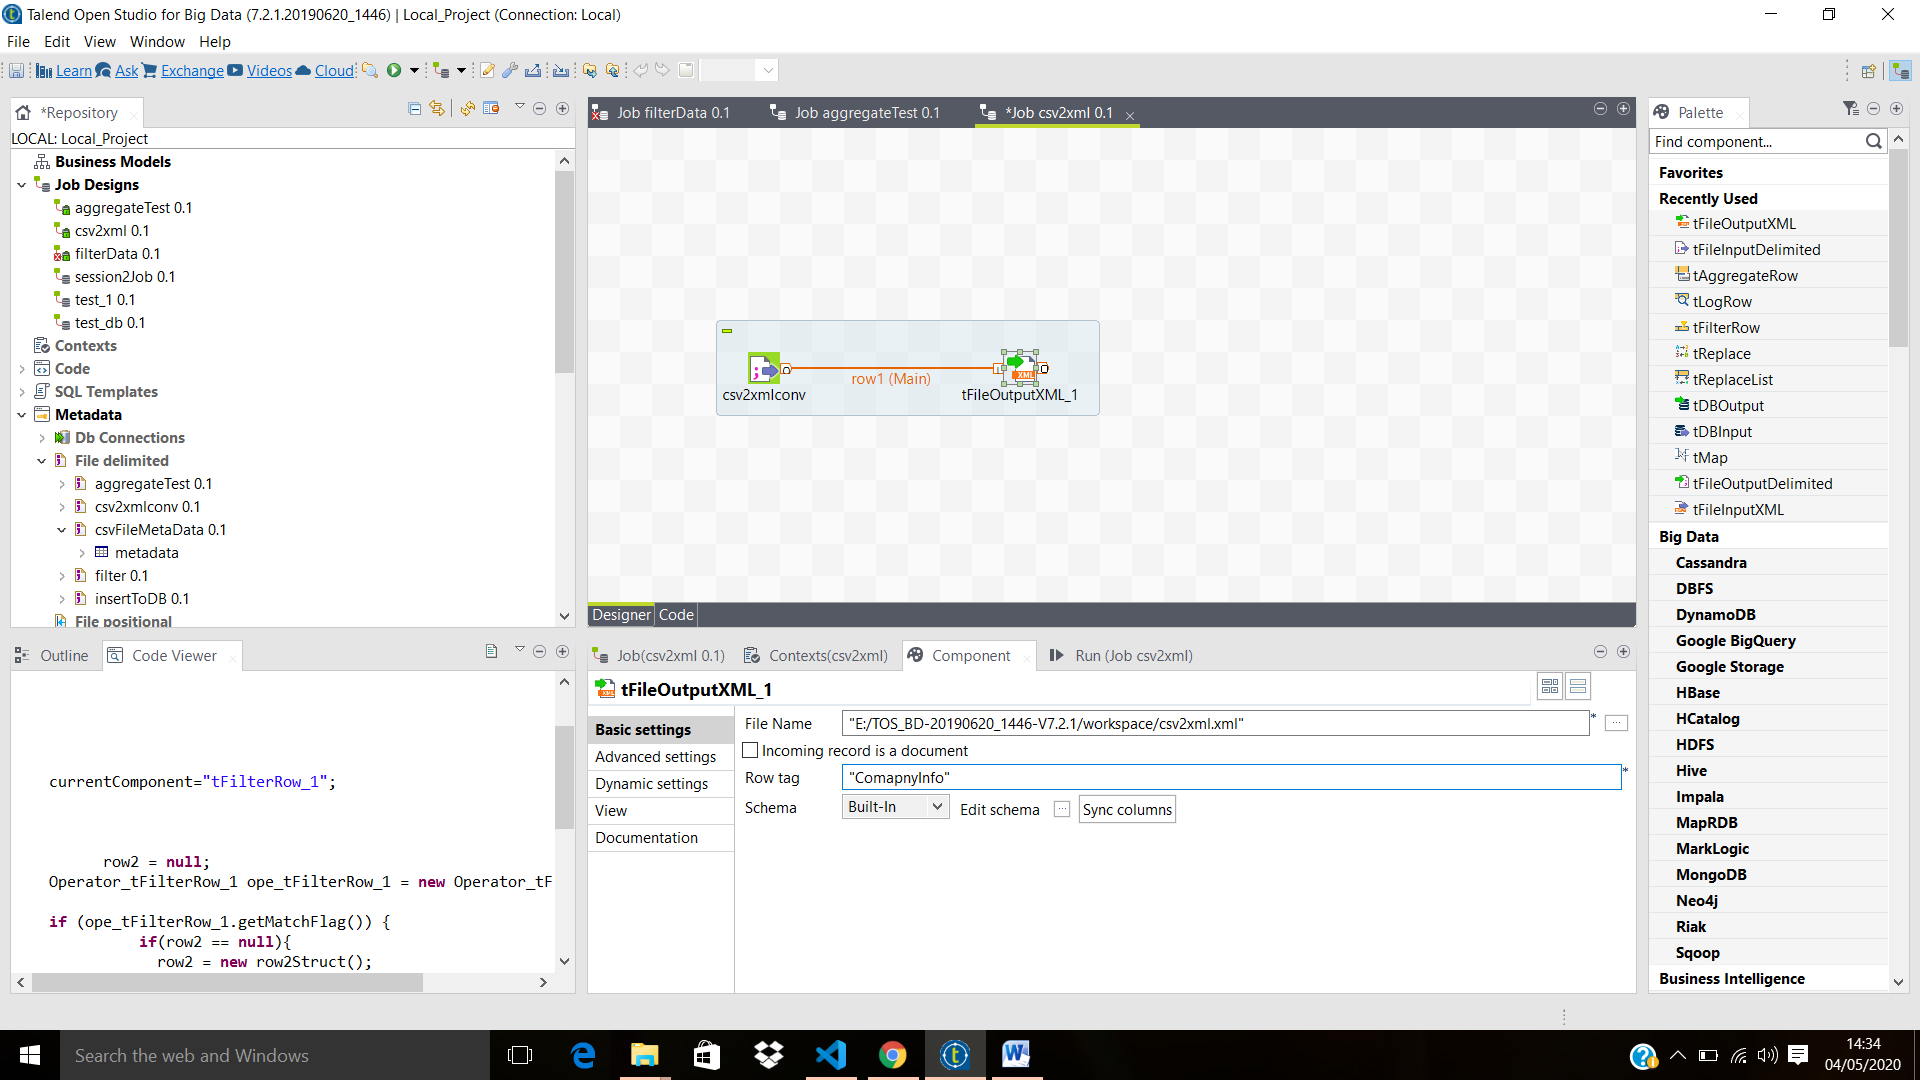 Talend Open Studio for Big Data (7.2.1.20190620_1446) | Local_Project (Connection: Local)
File Edit View Window Help
Learn Ask Exchange Videos Cloud
*Repository
LOCAL: Local_Project
Business Models
Job Designs
aggregateTest 0.1
csv2xml 0.1
filterData 0.1
session2Job 0.1
test_1 0.1
test_db 0.1
Contexts
Code
SQL Templates
Metadata
Db Connections
File delimited
aggregateTest 0.1
csv2xmlconv 0.1
csvFileMetaData 0.1
metadata
filter 0.1
insertToDB 0.1
File positional
Job filterData 0.1 Job aggregateTest 0.1 *Job csv2xml 0.1
csv2xmlconv
row1 (Main)
XML
tFileOutputXML_1
Designer Code
Palette
Find component...
Favorites
Recently Used
tFileOutputXML
tFileInputDelimited
tAggregateRow
tLogRow
tFilterRow
tReplace
tReplaceList
tDBOutput
tDBInput
tMap
tFileOutputDelimited
tFileInputXML
Big Data
Cassandra
DBFS
DynamoDB
Google BigQuery
Google Storage
HBase
HCatalog
HDFS
Hive
Impala
MapRDB
MarkLogic
MongoDB
Neo4j
Riak
Sqoop
Business Intelligence
Outline Code Viewer
currentComponent="tFilterRow_1";
row2 = null;
Operator_tFilterRow_1 ope_tFilterRow_1 = new Operator_tF
if (ope_tFilterRow_1.getMatchFlag()) {
if(row2 == null){
row2 = new row2Struct();
Job(csv2xml 0.1) Contexts(csv2xml) Component Run (Job csv2xml)
tFileOutputXML_1
Basic settings
Advanced settings
Dynamic settings
View
Documentation
File Name "E:/TOS_BD-20190620_1446-V7.2.1/workspace/csv2xml.xml" *
Incoming record is a document
Row tag "ComapnyInfo" *
Schema Built-In Edit schema ... Sync columns
Search the web and Windows
14:34
04/05/2020